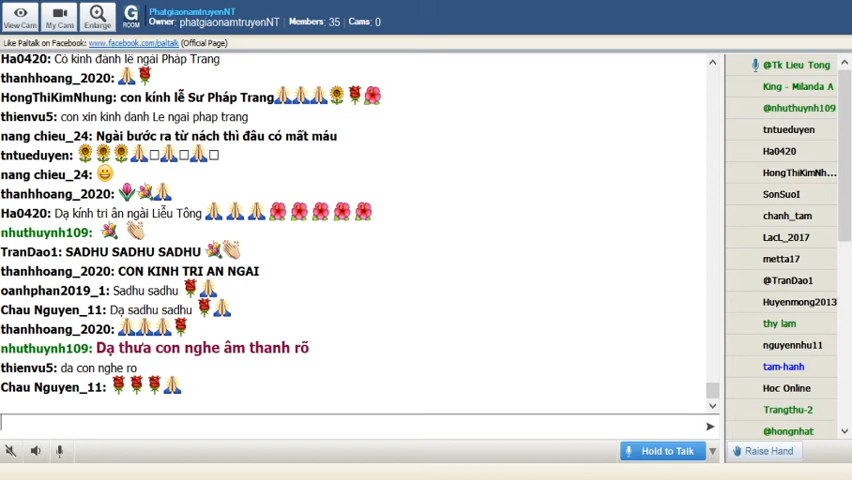 View Cam
My Cam
Enlarge
G
ROOM
PhatgiaonamtruyenNT
Owner: phatgiaonamtruyenNT Members: 35 Cams: 0
Like Paltalk on Facebook: www.facebook.com/paltalk (Official Page)
Ha0420: Có kính đảnh lễ ngài Pháp Trang
thanhhoang_2020: 🙏🌹
HongThiKimNhung: con kính lễ Sư Pháp Trang🙏🙏🙏🌻🌹🌺
thienvu5: con xin kinh danh Le ngai phap trang
nang chieu_24: Ngài bước ra từ nách thì đâu có mất máu
tntueduyen: 🌻🌻🌻🙏□🙏□🙏□
nang chieu_24: 😀
thanhhoang_2020: 🌷💐🙏
Ha0420: Dạ kính tri ân ngài Liễu Tông 🙏🙏🙏🌺🌺🌺🌺🌺
nhuthuynh109: 💐👏
TranDao1: SADHU SADHU SADHU 💐👏
thanhhoang_2020: CON KINH TRI AN NGAI
oanhphan2019_1: Sadhu sadhu 🌹🙏
Chau Nguyen_11: Dạ sadhu sadhu 🌹🙏
thanhhoang_2020: 🙏🙏🙏🌹
nhuthuynh109: Dạ thưa con nghe âm thanh rõ
thienvu5: da con nghe ro
Chau Nguyen_11: 🌹🌹🌹🙏
@Tk Lieu Tong
King - Milanda A
@nhuthuynh109
tntueduyen
Ha0420
HongThiKimNh...
SonSuoI
chanh_tam
LacL_2017
metta17
@TranDao1
Huyenmong2013
thy lam
nguyennhu11
tam-hanh
Hoc Online
Trangthu-2
@hongnhat
Hold to Talk
Raise Hand